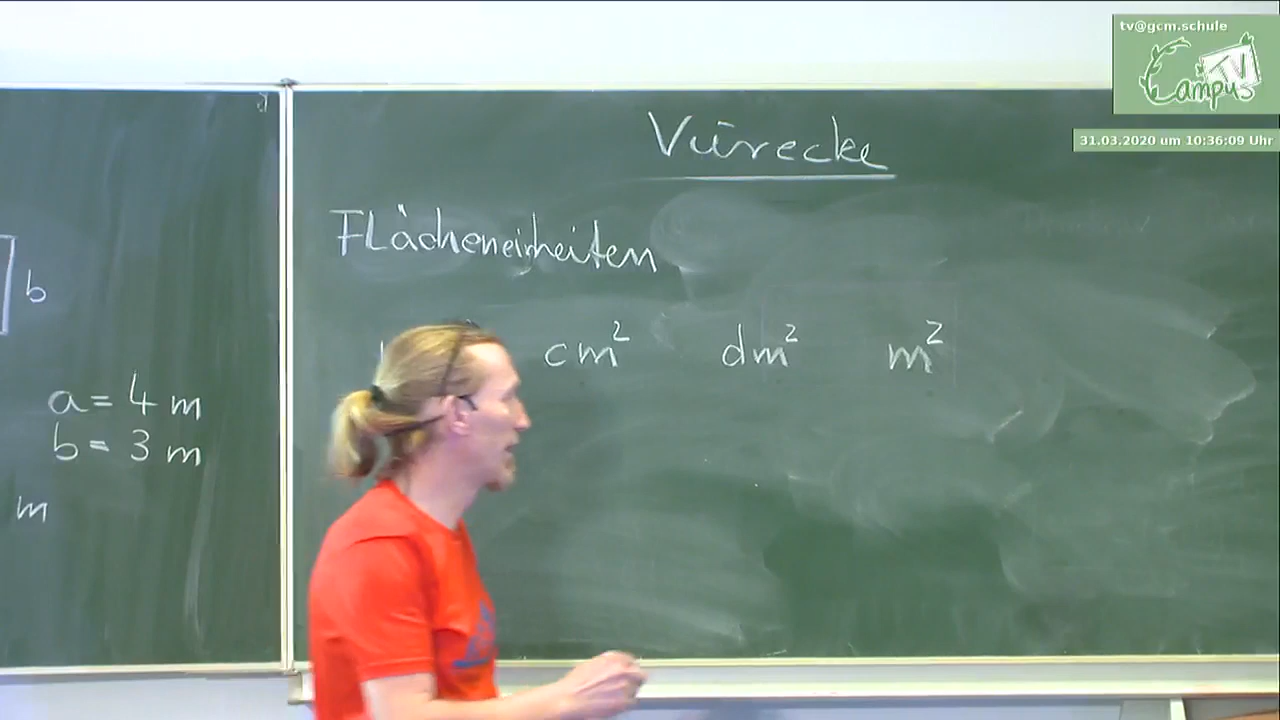 tv@gcm.schule
Campus TV
31.03.2020 um 10:36:09 Uhr
Vierecke
Flächeneinheiten
cm² dm² m²
b
a = 4 m
b = 3 m
m